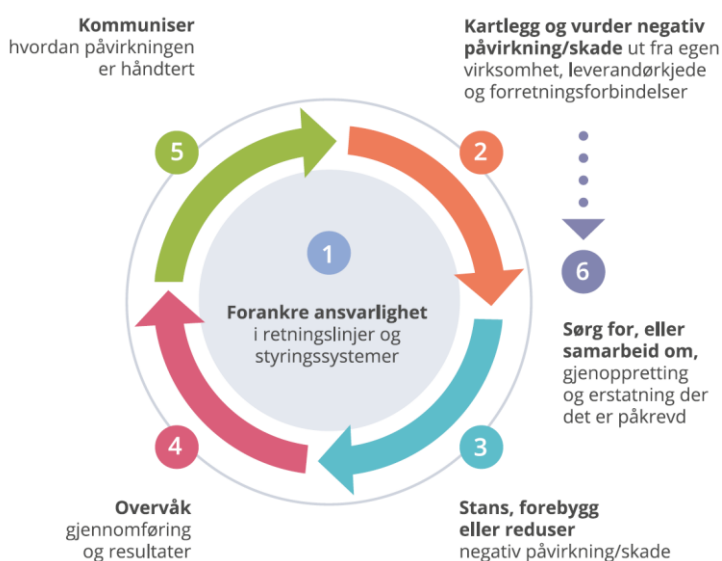 1
Forankre ansvarlighet
i retningslinjer og
styringssystemer
2
Kartlegg og vurder negativ
påvirkning/skade ut fra egen
virksomhet, leverandørkjede
og forretningsforbindelser
3
Stans, forebygg
eller reduser
negativ påvirkning/skade
4
Overvåk
gjennomføring
og resultater
5
Kommuniser
hvordan påvirkningen
er håndtert
6
Sørg for, eller
samarbeid om,
gjenoppretting
og erstatning der
det er påkrevd